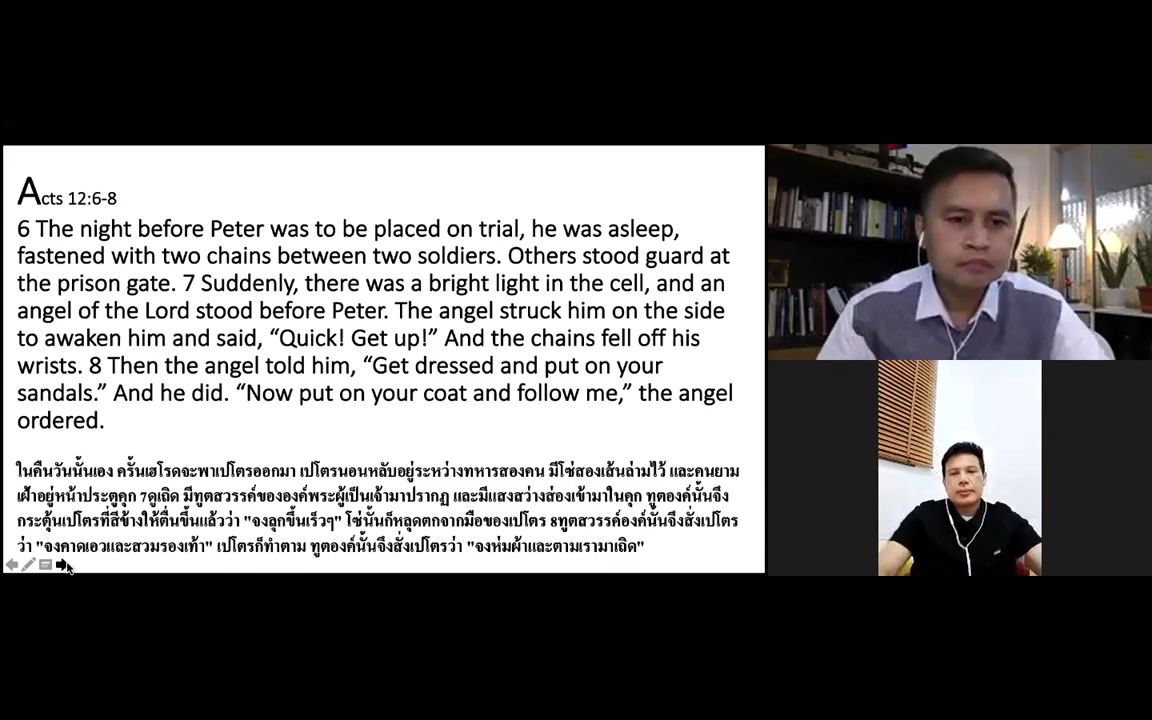 Acts 12:6-8
6 The night before Peter was to be placed on trial, he was asleep,
fastened with two chains between two soldiers. Others stood guard at
the prison gate. 7 Suddenly, there was a bright light in the cell, and an
angel of the Lord stood before Peter. The angel struck him on the side
to awaken him and said, “Quick! Get up!” And the chains fell off his
wrists. 8 Then the angel told him, “Get dressed and put on your
sandals.” And he did. “Now put on your coat and follow me,” the angel
ordered.
ในคืนวันนั้นเอง ครั้นเฮโรดจะพาเปโตรออกมา เปโตรนอนหลับอยู่ระหว่างทหารสองคน มีโซ่สองเส้นล่ามไว้ และคนยาม
เฝ้าอยู่หน้าประตูคุก 7ดูเถิด มีทูตสวรรค์ขององค์พระผู้เป็นเจ้ามาปรากฏ และมีแสงสว่างส่องเข้ามาในคุก ทูตองค์นั้นจึง
กระตุ้นเปโตรที่สีข้างให้ตื่นขึ้นแล้วว่า "จงลุกขึ้นเร็วๆ" โซ่นั้นก็หลุดตกจากมือของเปโตร 8ทูตสวรรค์องค์นั้นจึงสั่งเปโตร
ว่า "จงคาดเอวและสวมรองเท้า" เปโตรก็ทำตาม ทูตองค์นั้นจึงสั่งเปโตรว่า "จงห่มผ้าและตามเรามาเถิด"